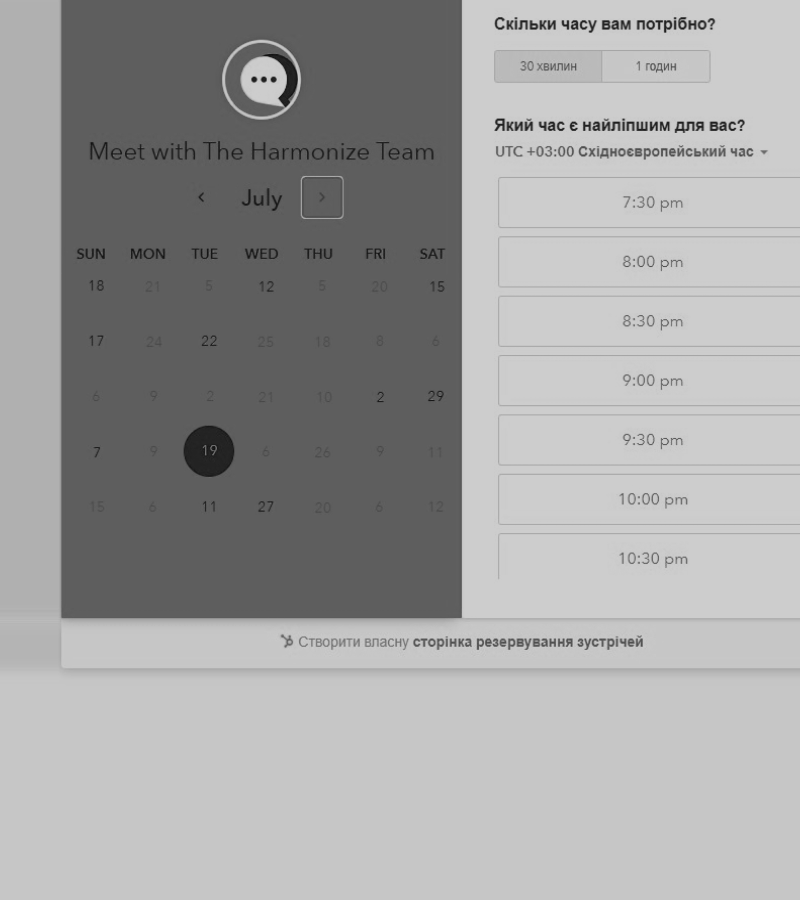 Meet with The Harmonize Team
July
SUN MON TUE WED THU FRI SAT
18 21 5 12 5 20 15
17 24 22 25 18 8 6
6 9 2 21 10 2 29
7 9 19 6 26 9 11
15 6 11 27 20 6 12
Скільки часу вам потрібно?
30 хвилин 1 годин
Який час є найліпшим для вас?
UTC +03:00 Східноєвропейський час
7:30 pm
8:00 pm
8:30 pm
9:00 pm
9:30 pm
10:00 pm
10:30 pm
Створити власну сторінка резервування зустрічей